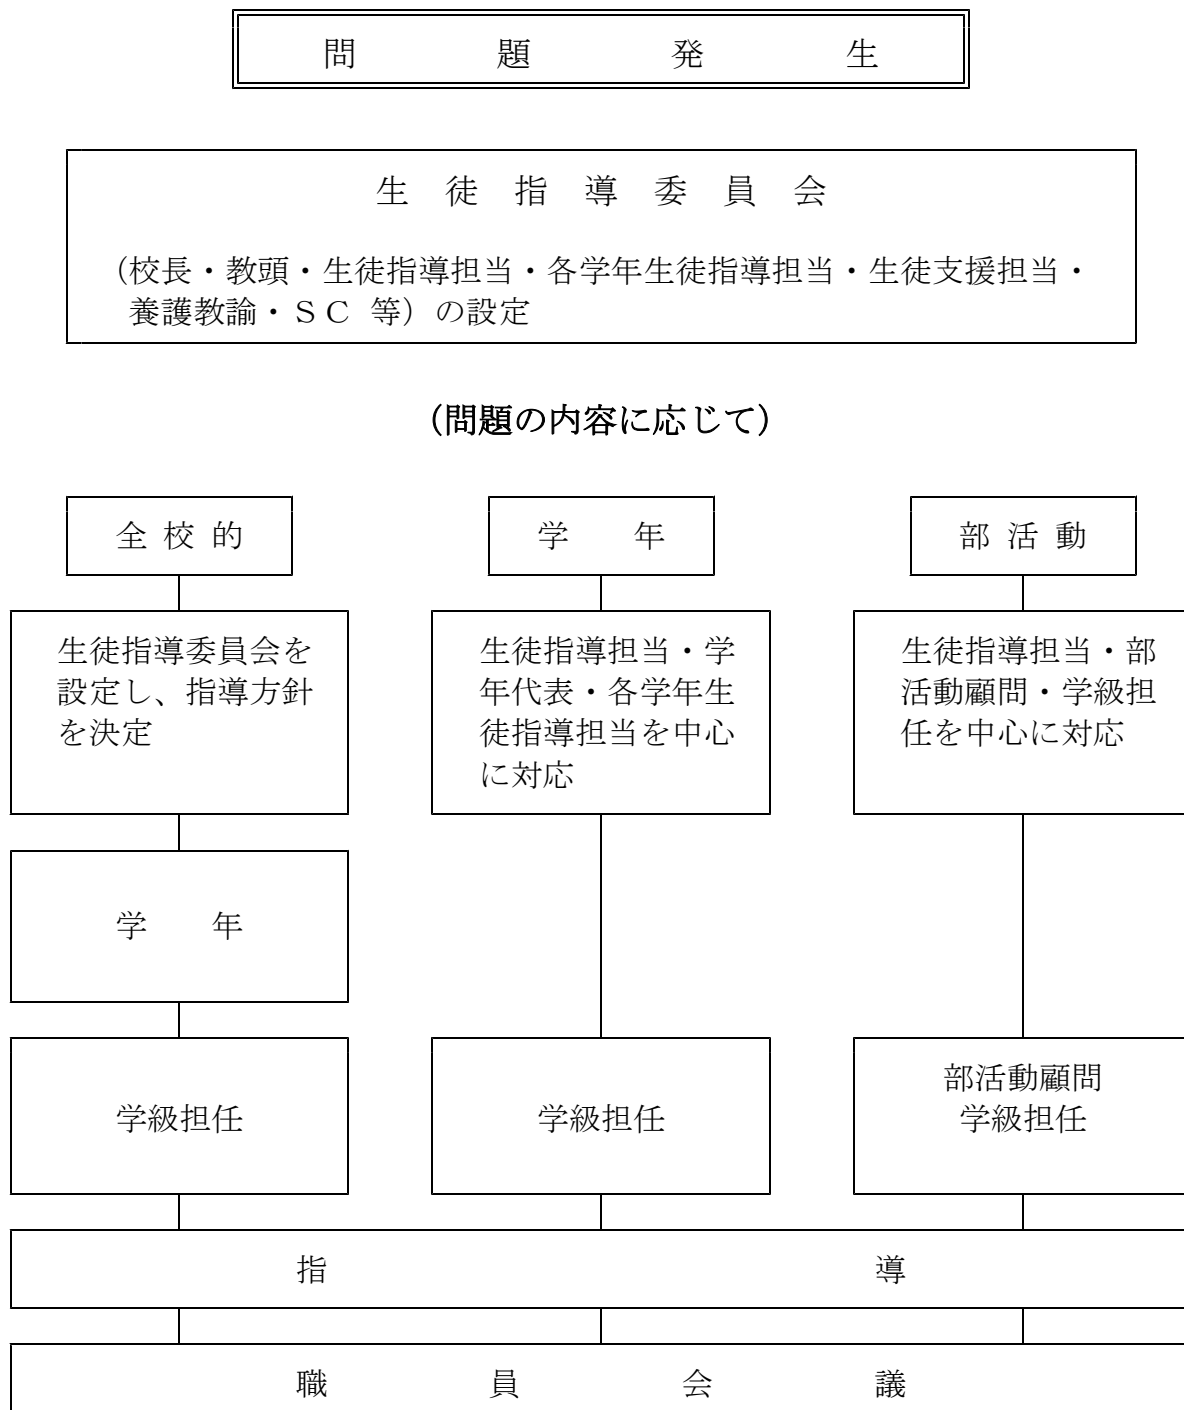 問題発生
生徒指導委員会
（校長・教頭・生徒指導担当・各学年生徒指導担当・生徒支援担当・
養護教諭・ＳＣ 等）の設定
（問題の内容に応じて）
全校的
学年
部活動
生徒指導委員会を
設定し、指導方針
を決定
生徒指導担当・学
年代表・各学年生
徒指導担当を中心
に対応
生徒指導担当・部
活動顧問・学級担
任を中心に対応
学年
学級担任
学級担任
部活動顧問
学級担任
指導
職員会議